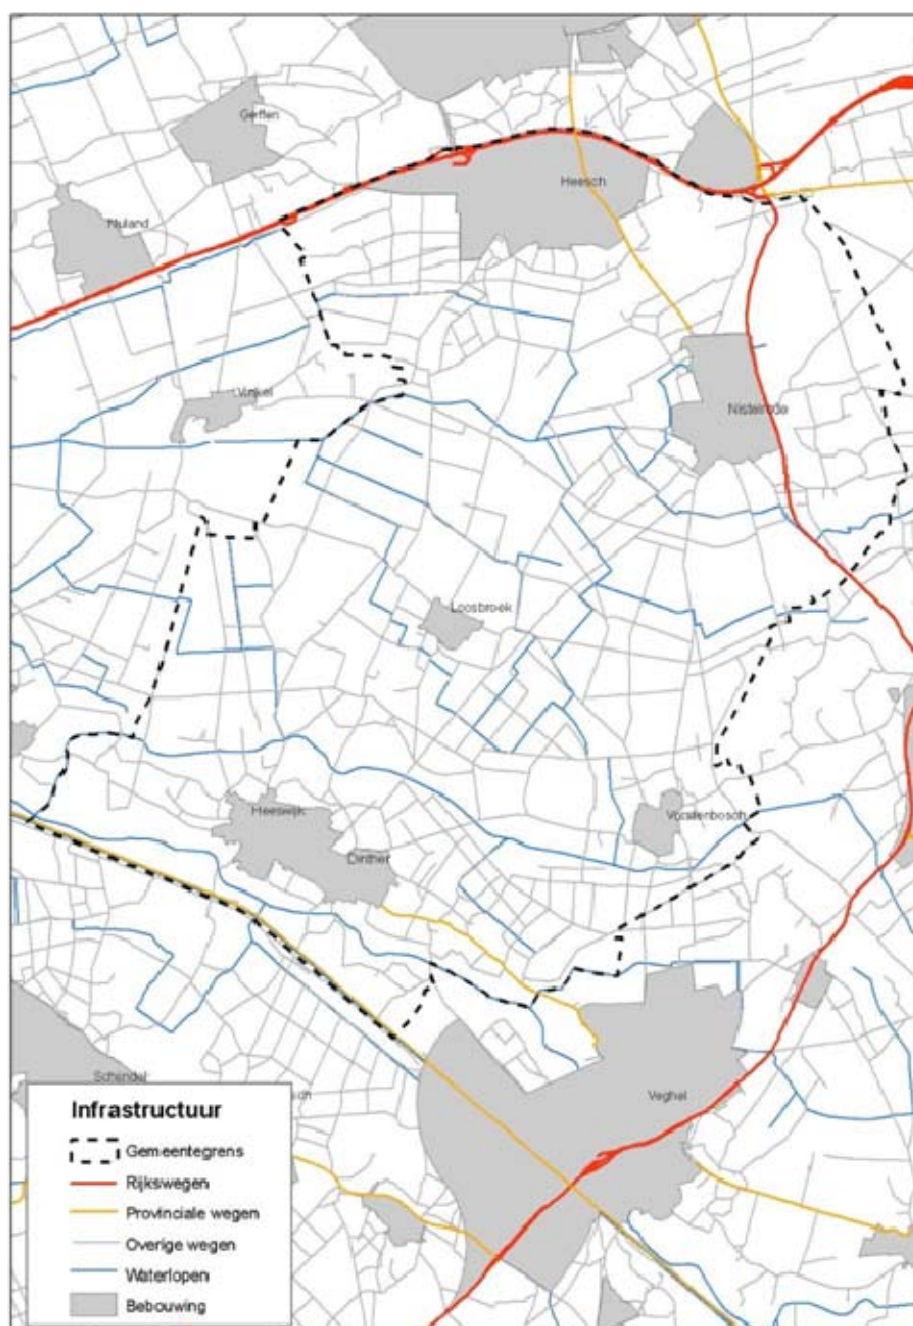 Geffen
Heesch
Nuland
Vinkel
Nistelrode
Loosbroek
Heeswijk
Vorstenbosch
Dinther
Schijndel
Veghel
Infrastructuur
Gemeentegrens
Rijkswegen
Provinciale wegen
Overige wegen
Waterlopen
Bebouwing